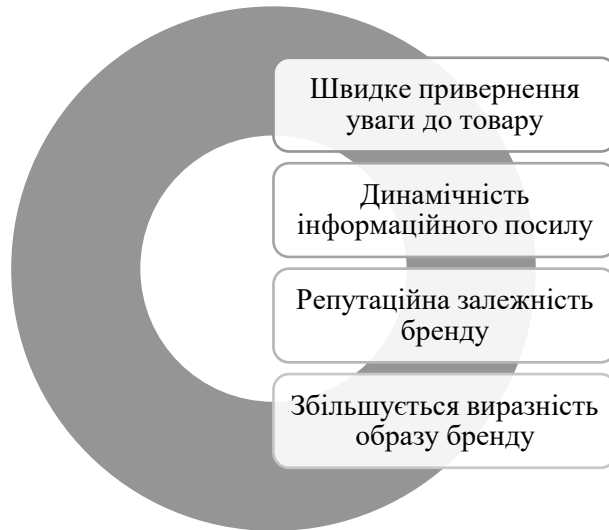 Швидке привернення
уваги до товару
Динамічність
інформаційного посилу
Репутаційна залежність
бренду
Збільшується виразність
образу бренду